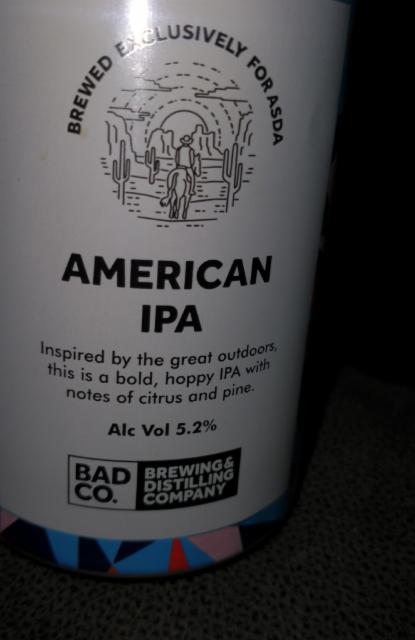 BREWED EXCLUSIVELY FOR ASDA
AMERICAN
IPA
Inspired by the great outdoors,
this is a bold, hoppy IPA with
notes of citrus and pine.
Alc Vol 5.2%
BAD
CO.
BREWING&
DISTILLING
COMPANY